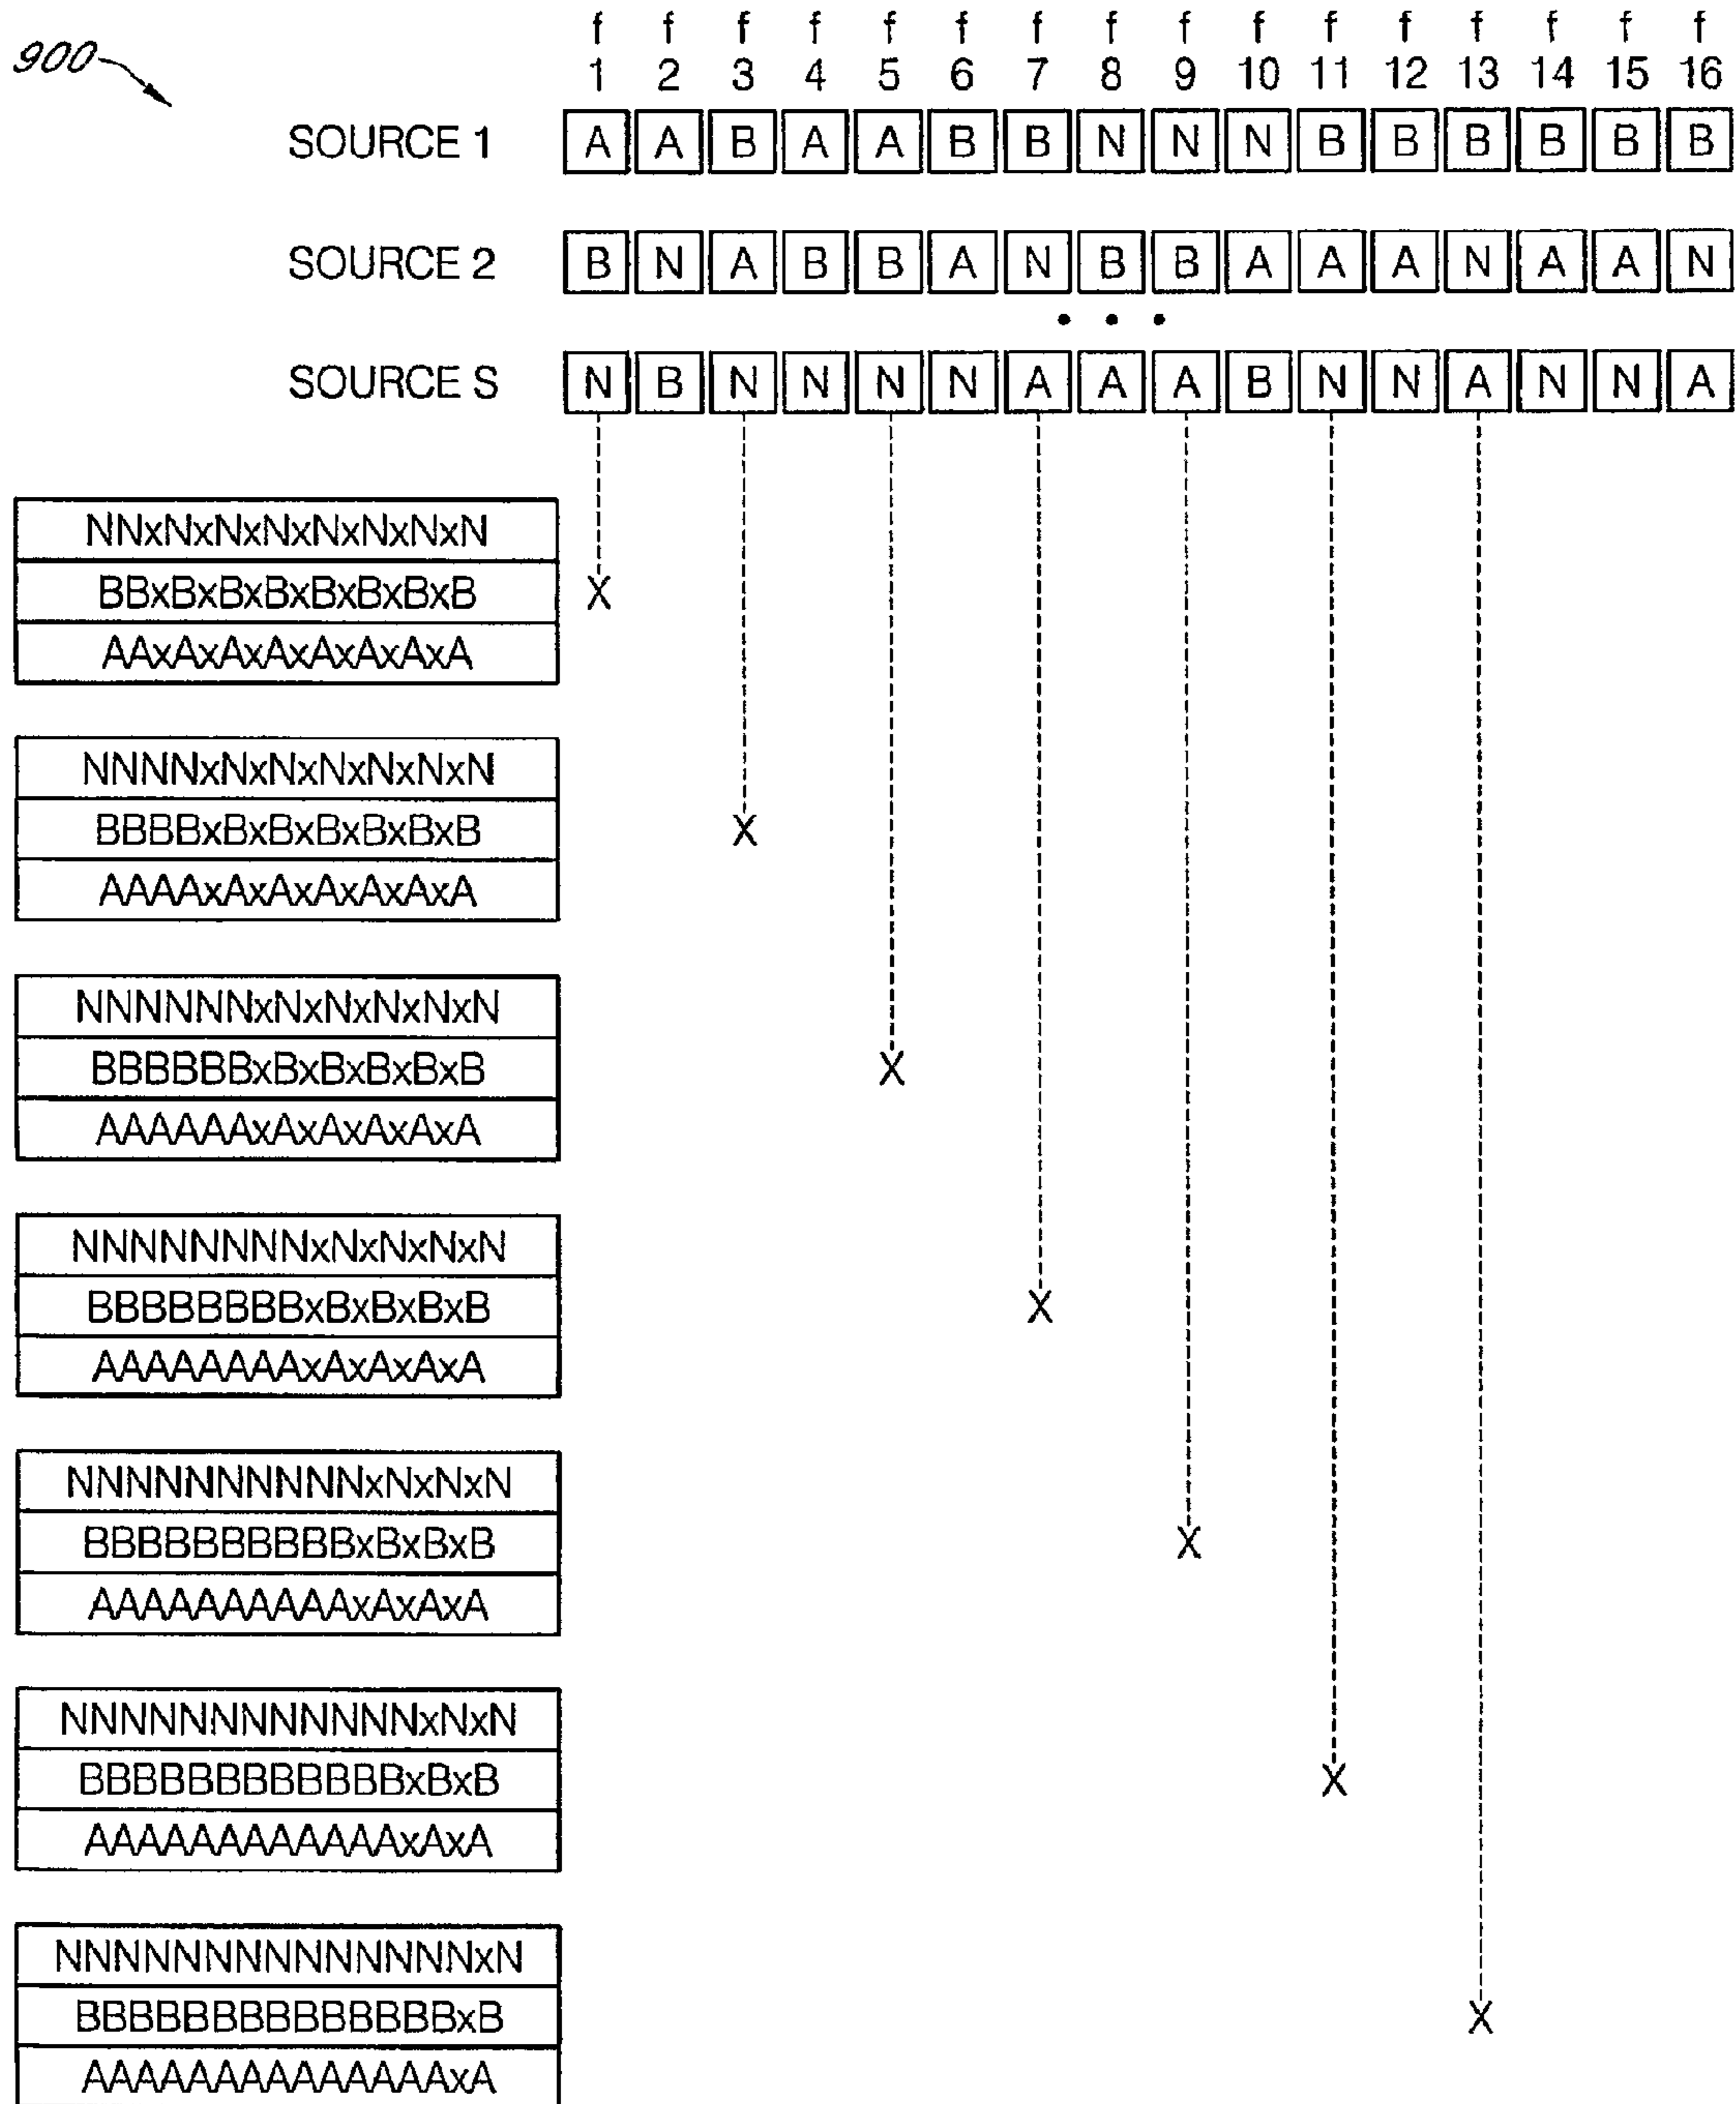 900
f f f f f f f f f f f f f f f f
1 2 3 4 5 6 7 8 9 10 11 12 13 14 15 16
SOURCE 1 A A B A A B B N N N B B B B B B
SOURCE 2 B N A B B A N B B A A A N A A N
• • •
SOURCE S N B N N N N A A A B N N A N N A
NNxNxNxNxNxNxNxN
BBxBxBxBxBxBxBxB X
AAxAxAxAxAxAxAxA
NNNNxNxNxNxNxNxN
BBBBxBxBxBxBxBxB X
AAAAxAxAxAxAxAxA
NNNNNNxNxNxNxNxN
BBBBBBxBxBxBxBxB X
AAAAAAxAxAxAxAxA
NNNNNNNNxNxNxNxN
BBBBBBBBxBxBxBxB X
AAAAAAAAxAxAxAxA
NNNNNNNNNNxNxNxN
BBBBBBBBBBxBxBxB X
AAAAAAAAAAxAxAxA
NNNNNNNNNNNNxNxN
BBBBBBBBBBBBxBxB X
AAAAAAAAAAAAxAxA
NNNNNNNNNNNNNNxN
BBBBBBBBBBBBBBxB X
AAAAAAAAAAAAAAxA